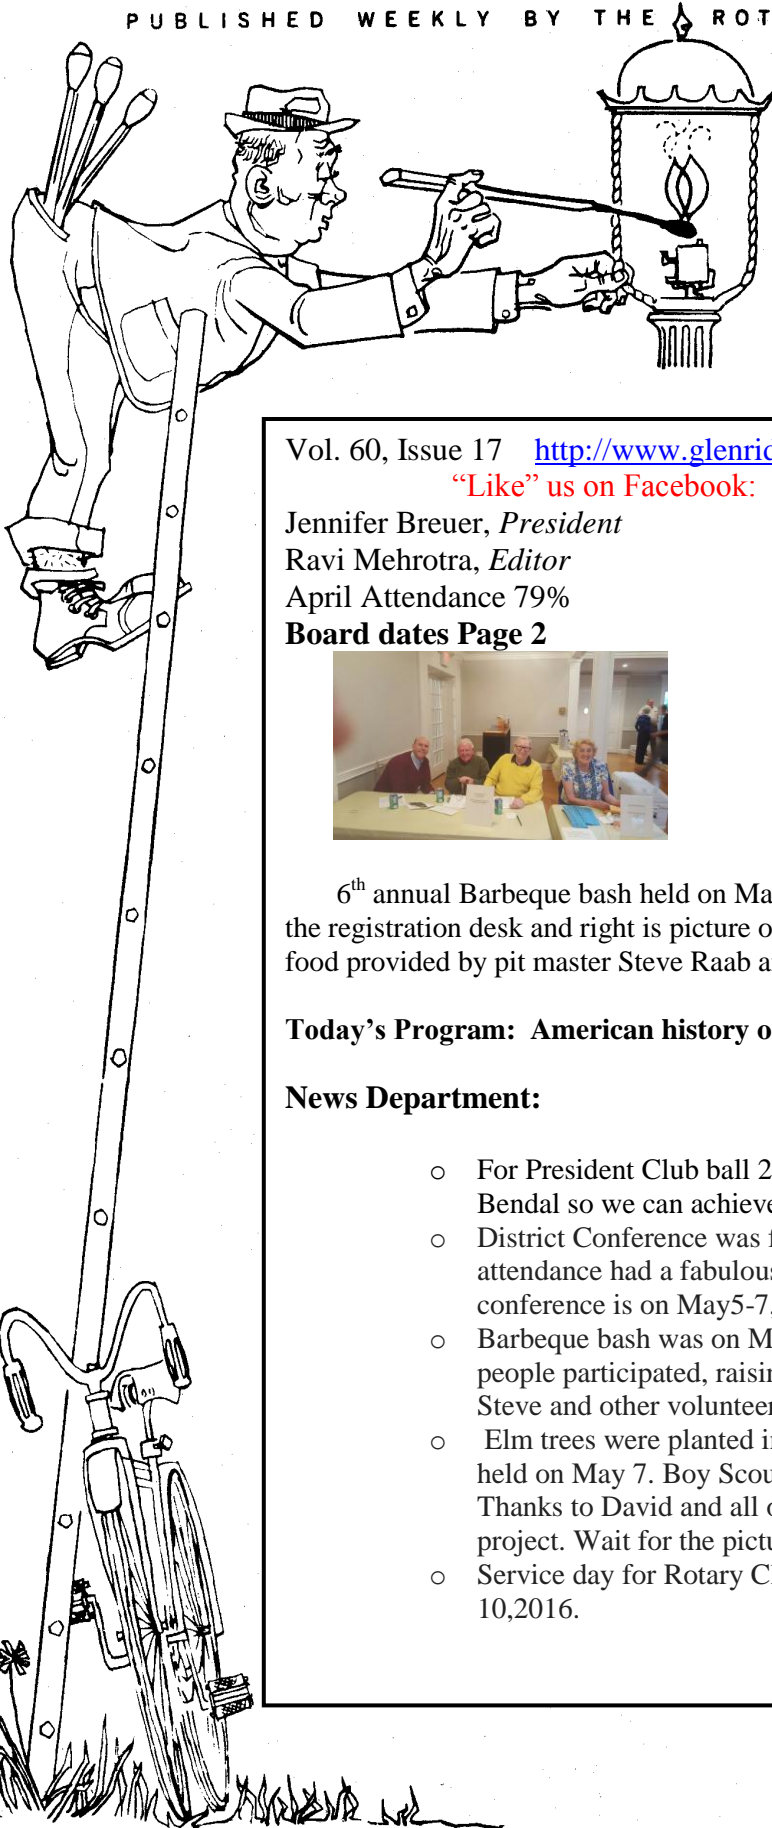 PUBLISHED WEEKLY BY THE ROT
Vol. 60, Issue 17 http://www.glenrid
“Like” us on Facebook:
Jennifer Breuer, President
Ravi Mehrotra, Editor
April Attendance 79%
Board dates Page 2
6th annual Barbeque bash held on Ma
the registration desk and right is picture o
food provided by pit master Steve Raab a
Today’s Program: American history o
News Department:
o For President Club ball 2
Bendal so we can achieve
o District Conference was f
attendance had a fabulous
conference is on May5-7,
o Barbeque bash was on M
people participated, raisin
Steve and other volunteer
o Elm trees were planted i
held on May 7. Boy Scou
Thanks to David and all o
project. Wait for the pictu
o Service day for Rotary Cl
10,2016.